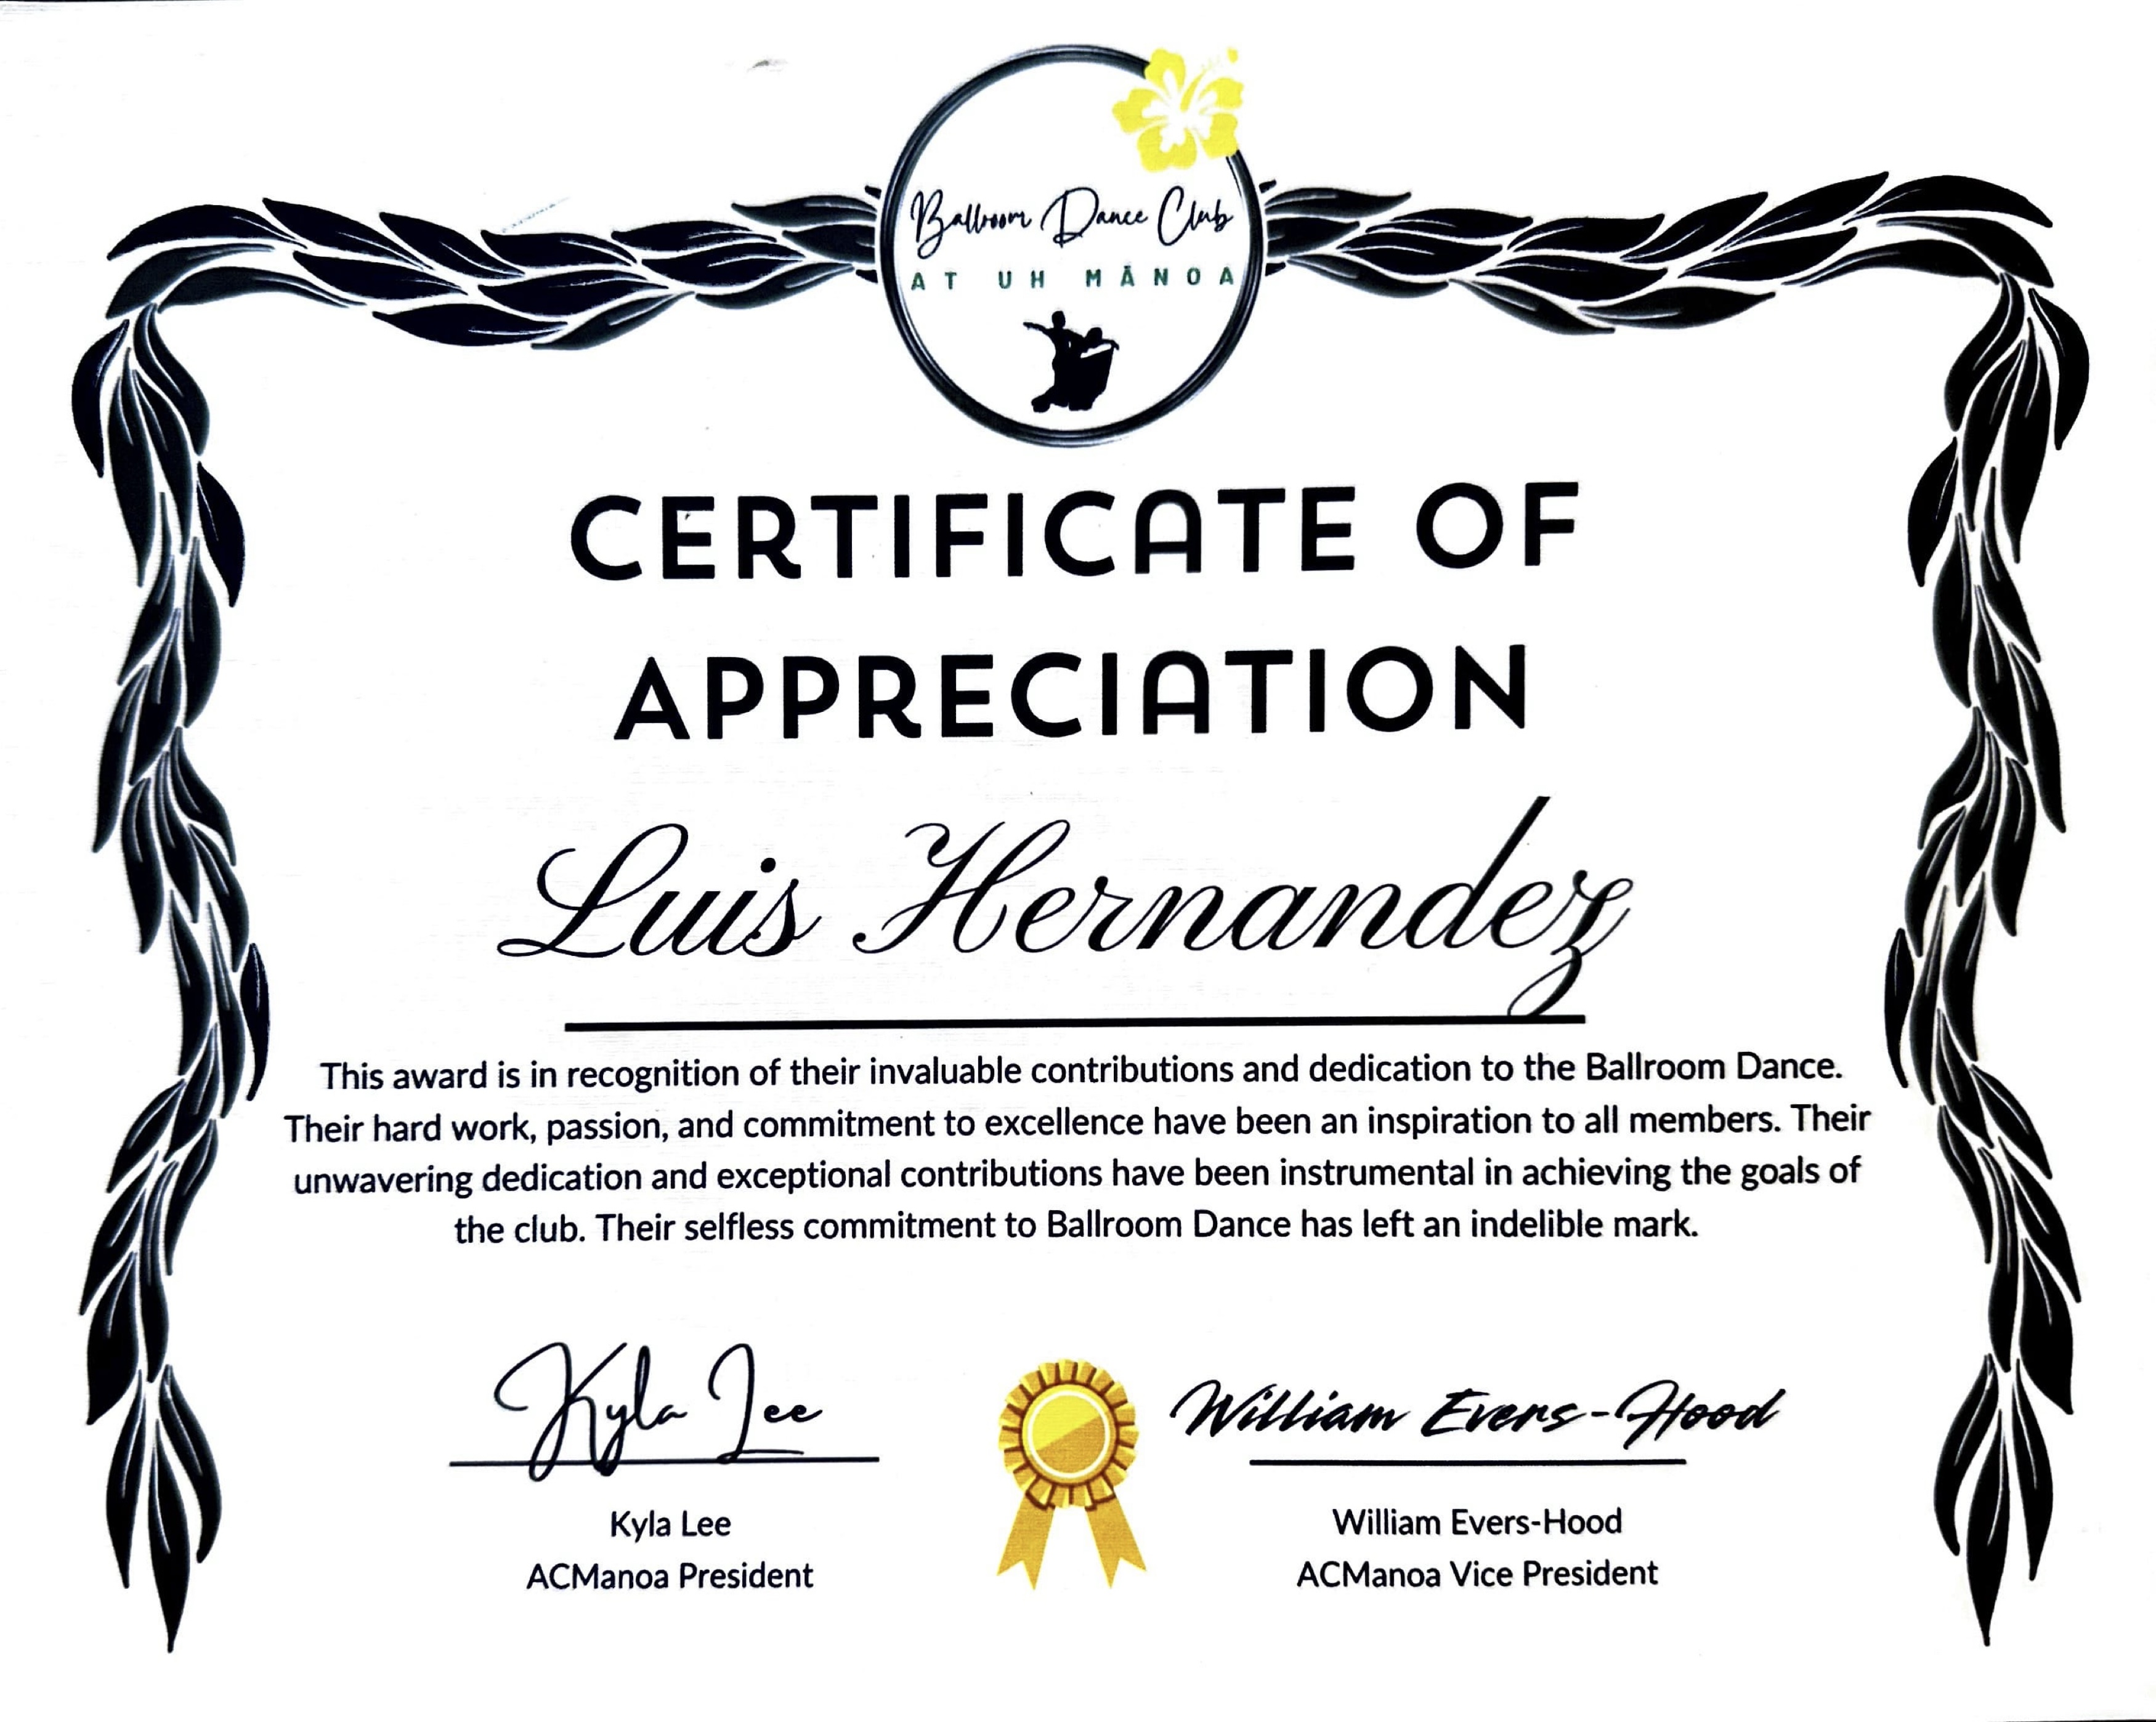 Ballroom Dance Club
AT UH MĀNOA
CERTIFICATE OF
APPRECIATION
Luis Hernandez
This award is in recognition of their invaluable contributions and dedication to the Ballroom Dance.
Their hard work, passion, and commitment to excellence have been an inspiration to all members. Their
unwavering dedication and exceptional contributions have been instrumental in achieving the goals of
the club. Their selfless commitment to Ballroom Dance has left an indelible mark.
Kyla Lee
William Evers-Hood
Kyla Lee
ACManoa President
William Evers-Hood
ACManoa Vice President